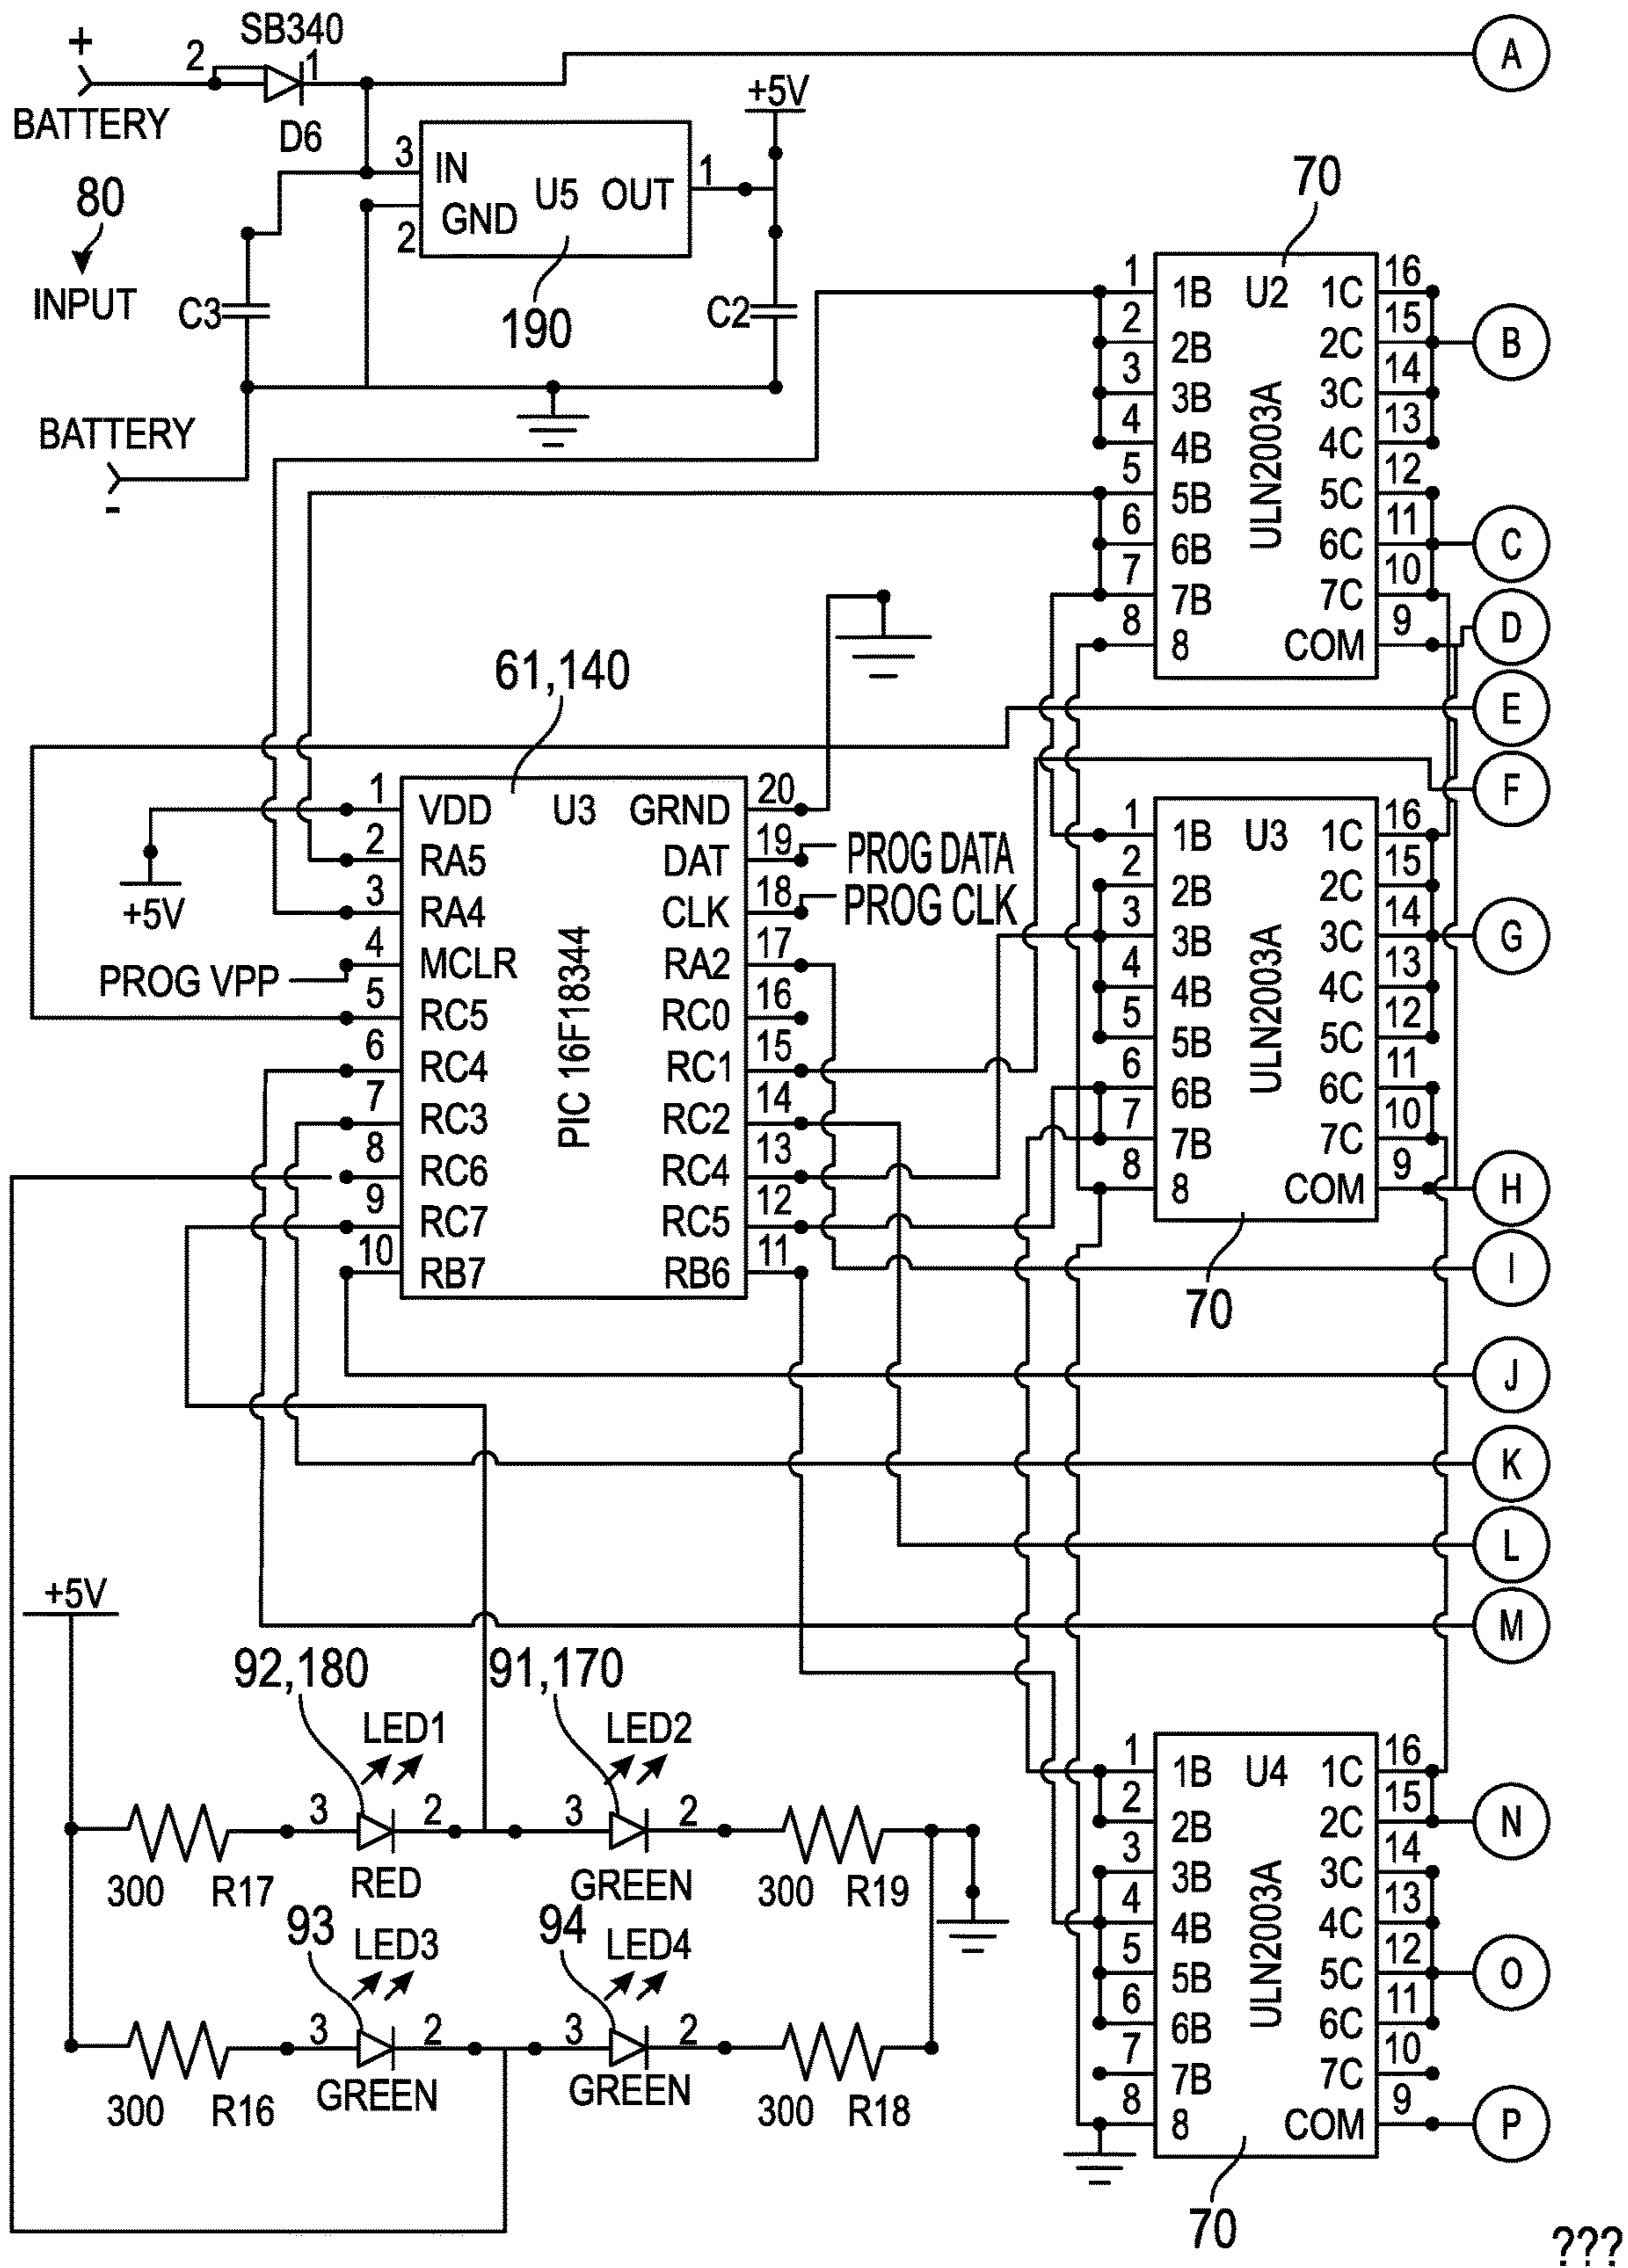 +
BATTERY
2
SB340
1
D6
A
+5V
3
IN
U5
OUT
1
GND
2
80
INPUT
C3
190
C2
BATTERY
-
70
1
1B
U2
1C
16
2
2B
2C
15
B
3
3B
3C
14
4
4B
4C
13
5
5B
5C
12
6
6B
6C
11
C
7
7B
7C
10
8
8
COM
9
D
ULN2003A
E
F
61,140
1
VDD
U3
GRND
20
2
RA5
DAT
19
PROG DATA
3
RA4
CLK
18
PROG CLK
+5V
4
MCLR
RA2
17
PROG VPP
5
RC5
RC0
16
6
RC4
RC1
15
7
RC3
RC2
14
8
RC6
RC4
13
9
RC7
RC5
12
10
RB7
RB6
11
PIC 16F18344
1
1B
U3
1C
16
2
2B
2C
15
3
3B
3C
14
G
4
4B
4C
13
5
5B
5C
12
6
6B
6C
11
7
7B
7C
10
8
8
COM
9
H
ULN2003A
70
I
J
K
L
M
+5V
92,180
91,170
LED1
LED2
3
2
3
2
300
R17
RED
GREEN
300
R19
93
94
LED3
LED4
3
2
3
2
300
R16
GREEN
GREEN
300
R18
1
1B
U4
1C
16
2
2B
2C
15
N
3
3B
3C
14
4
4B
4C
13
5
5B
5C
12
O
6
6B
6C
11
7
7B
7C
10
8
8
COM
9
P
ULN2003A
70
???